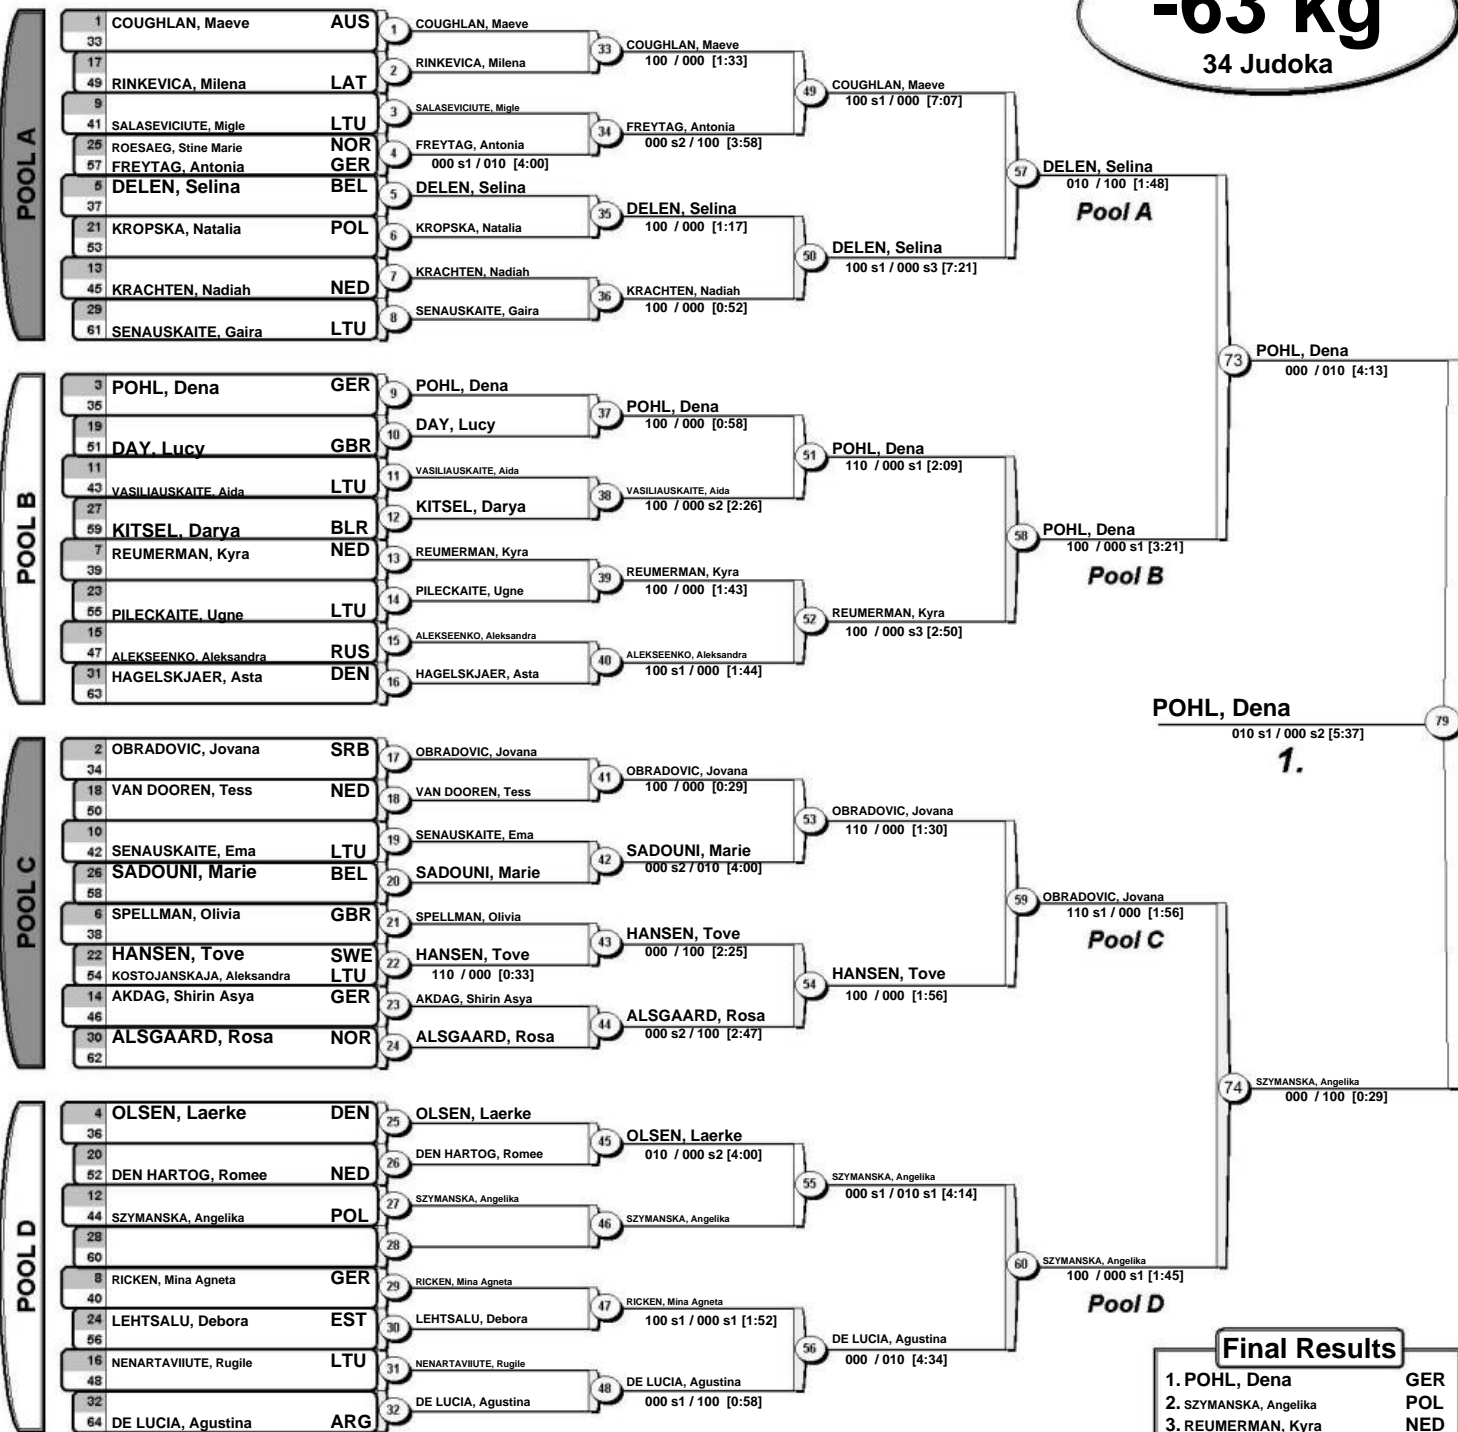 -63 kg
34 Judoka
POOL A
1 COUGHLAN, Maeve AUS
33
17
49 RINKEVICA, Milena LAT
9
41 SALASEVICIUTE, Migle LTU
25 ROESAEG, Stine Marie NOR
57 FREYTAG, Antonia GER
5 DELEN, Selina BEL
37
21 KROPSKA, Natalia POL
53
13
45 KRACHTEN, Nadiah NED
29
61 SENAUSKAITE, Gaira LTU
1 COUGHLAN, Maeve
2 RINKEVICA, Milena
3 SALASEVICIUTE, Migle
4 FREYTAG, Antonia
000 s1 / 010 [4:00]
5 DELEN, Selina
6 KROPSKA, Natalia
7 KRACHTEN, Nadiah
8 SENAUSKAITE, Gaira
33 COUGHLAN, Maeve
100 / 000 [1:33]
34 FREYTAG, Antonia
000 s2 / 100 [3:58]
35 DELEN, Selina
100 / 000 [1:17]
36 KRACHTEN, Nadiah
100 / 000 [0:52]
49 COUGHLAN, Maeve
100 s1 / 000 [7:07]
50 DELEN, Selina
100 s1 / 000 s3 [7:21]
57 DELEN, Selina
010 / 100 [1:48]
Pool A
POOL B
3 POHL, Dena GER
35
19
51 DAY, Lucy GBR
11
43 VASILIAUSKAITE, Aida LTU
27
59 KITSEL, Darya BLR
7 REUMERMAN, Kyra NED
39
23
55 PILECKAITE, Ugne LTU
15
47 ALEKSEENKO, Aleksandra RUS
31 HAGELSKJAER, Asta DEN
63
9 POHL, Dena
10 DAY, Lucy
11 VASILIAUSKAITE, Aida
12 KITSEL, Darya
13 REUMERMAN, Kyra
14 PILECKAITE, Ugne
15 ALEKSEENKO, Aleksandra
16 HAGELSKJAER, Asta
37 POHL, Dena
100 / 000 [0:58]
38 VASILIAUSKAITE, Aida
100 / 000 s2 [2:26]
39 REUMERMAN, Kyra
100 / 000 [1:43]
40 ALEKSEENKO, Aleksandra
100 s1 / 000 [1:44]
51 POHL, Dena
110 / 000 s1 [2:09]
52 REUMERMAN, Kyra
100 / 000 s3 [2:50]
58 POHL, Dena
100 / 000 s1 [3:21]
Pool B
73 POHL, Dena
000 / 010 [4:13]
POHL, Dena 79
010 s1 / 000 s2 [5:37]
1.
POOL C
2 OBRADOVIC, Jovana SRB
34
18 VAN DOOREN, Tess NED
50
10
42 SENAUSKAITE, Ema LTU
26 SADOUNI, Marie BEL
58
6 SPELLMAN, Olivia GBR
38
22 HANSEN, Tove SWE
54 KOSTOJANSKAJA, Aleksandra LTU
14 AKDAG, Shirin Asya GER
46
30 ALSGAARD, Rosa NOR
62
17 OBRADOVIC, Jovana
18 VAN DOOREN, Tess
19 SENAUSKAITE, Ema
20 SADOUNI, Marie
21 SPELLMAN, Olivia
22 HANSEN, Tove
110 / 000 [0:33]
23 AKDAG, Shirin Asya
24 ALSGAARD, Rosa
41 OBRADOVIC, Jovana
100 / 000 [0:29]
42 SADOUNI, Marie
000 s2 / 010 [4:00]
43 HANSEN, Tove
000 / 100 [2:25]
44 ALSGAARD, Rosa
000 s2 / 100 [2:47]
53 OBRADOVIC, Jovana
110 / 000 [1:30]
54 HANSEN, Tove
100 / 000 [1:56]
59 OBRADOVIC, Jovana
110 s1 / 000 [1:56]
Pool C
POOL D
4 OLSEN, Laerke DEN
36
20
52 DEN HARTOG, Romee NED
12
44 SZYMANSKA, Angelika POL
28
60
8 RICKEN, Mina Agneta GER
40
24 LEHTSALU, Debora EST
56
16 NENARTAVIIUTE, Rugile LTU
48
32
64 DE LUCIA, Agustina ARG
25 OLSEN, Laerke
26 DEN HARTOG, Romee
27 SZYMANSKA, Angelika
28
29 RICKEN, Mina Agneta
30 LEHTSALU, Debora
31 NENARTAVIIUTE, Rugile
32 DE LUCIA, Agustina
45 OLSEN, Laerke
010 / 000 s2 [4:00]
46 SZYMANSKA, Angelika
47 RICKEN, Mina Agneta
100 s1 / 000 s1 [1:52]
48 DE LUCIA, Agustina
000 s1 / 100 [0:58]
55 SZYMANSKA, Angelika
000 s1 / 010 s1 [4:14]
56 DE LUCIA, Agustina
000 / 010 [4:34]
60 SZYMANSKA, Angelika
100 / 000 s1 [1:45]
Pool D
74 SZYMANSKA, Angelika
000 / 100 [0:29]
Final Results
1. POHL, Dena GER
2. SZYMANSKA, Angelika POL
3. REUMERMAN, Kyra NED